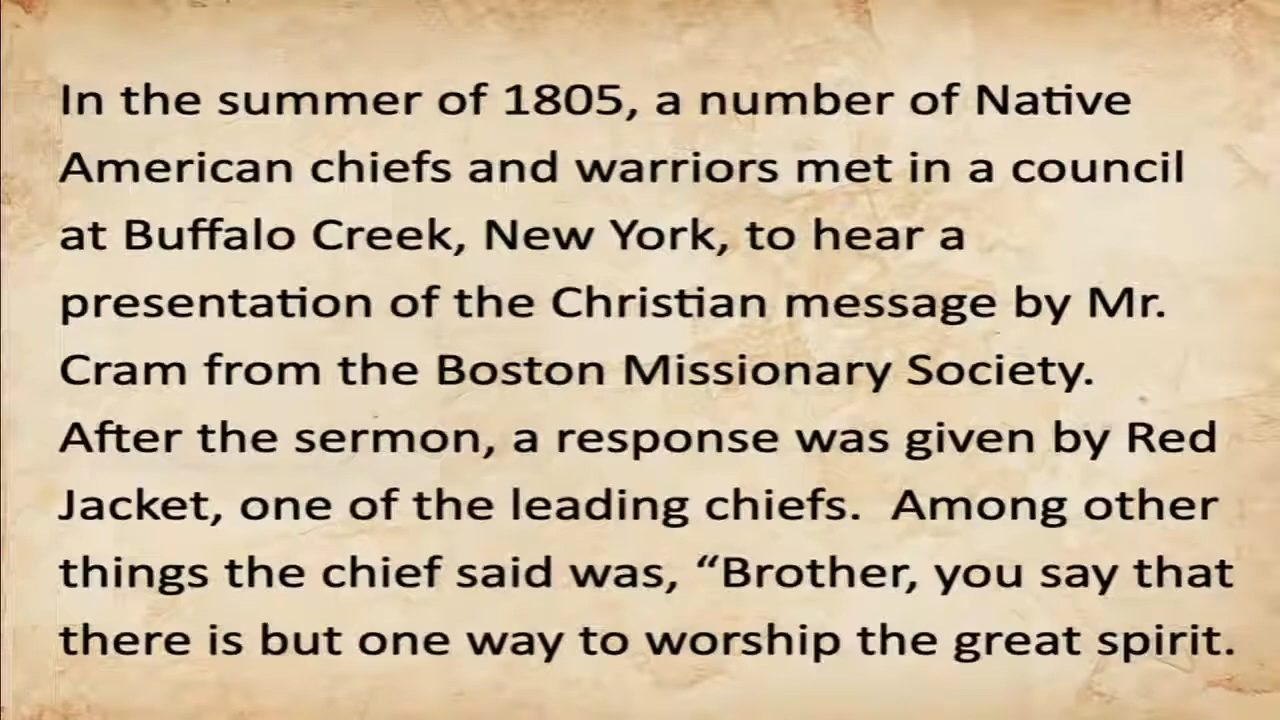 In the summer of 1805, a number of Native
American chiefs and warriors met in a council
at Buffalo Creek, New York, to hear a
presentation of the Christian message by Mr.
Cram from the Boston Missionary Society.
After the sermon, a response was given by Red
Jacket, one of the leading chiefs.  Among other
things the chief said was, “Brother, you say that
there is but one way to worship the great spirit.